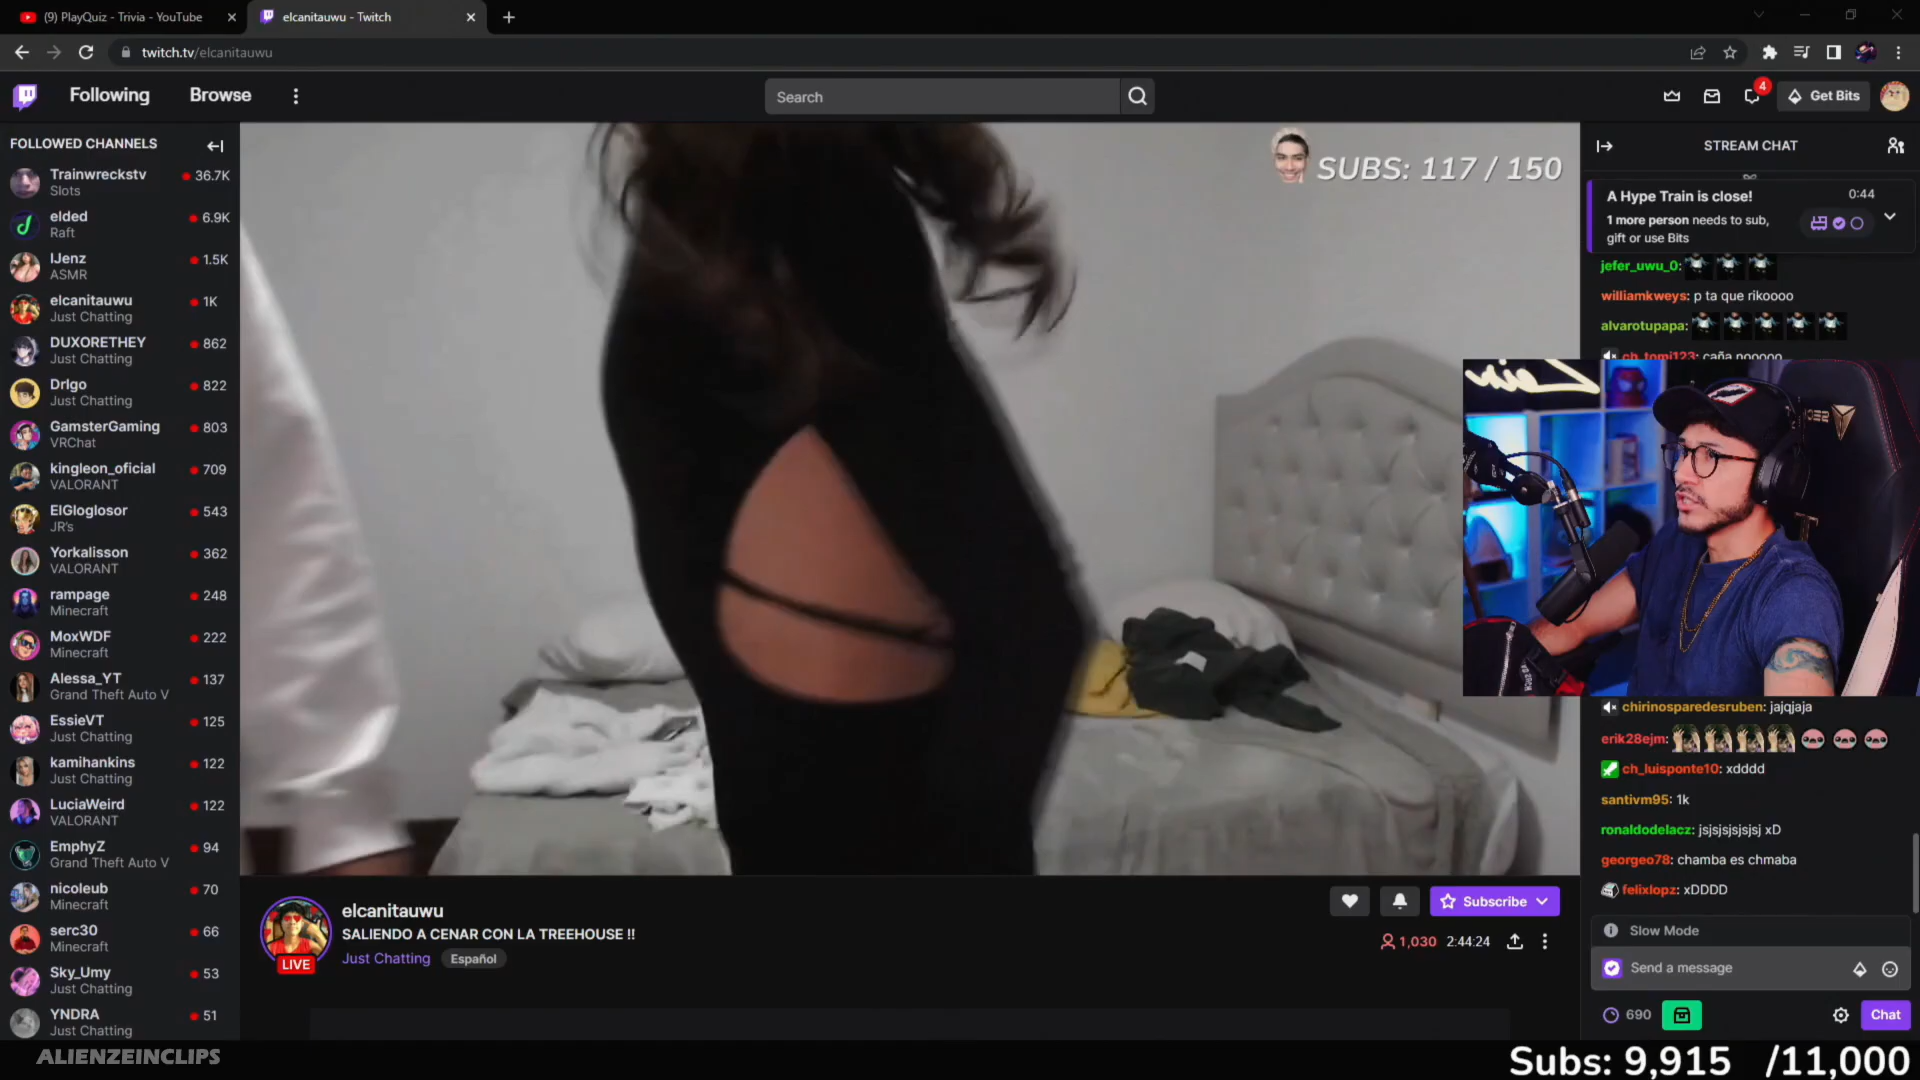 (9) PlayQuiz - Trivia - YouTube
elcanitauwu - Twitch
twitch.tv/elcanitauwu
Following
Browse
Search
4
Get Bits
FOLLOWED CHANNELS
Trainwreckstv
Slots
36.7K
elded
Raft
6.9K
IJenz
ASMR
1.5K
elcanitauwu
Just Chatting
1K
DUXORETHEY
Just Chatting
862
DrIgo
Just Chatting
822
GamsterGaming
VRChat
803
kingleon_oficial
VALORANT
709
ElGloglosor
JR's
543
Yorkalisson
VALORANT
362
rampage
Minecraft
248
MoxWDF
Minecraft
222
Alessa_YT
Grand Theft Auto V
137
EssieVT
Just Chatting
125
kamihankins
Just Chatting
122
LuciaWeird
VALORANT
122
EmphyZ
Grand Theft Auto V
94
nicoleub
Minecraft
70
serc30
Minecraft
66
Sky_Umy
Just Chatting
53
YNDRA
Just Chatting
51
ALIENZEINCLIPS
SUBS: 117 / 150
elcanitauwu
SALIENDO A CENAR CON LA TREEHOUSE !!
Just Chatting
Español
LIVE
Subscribe
1,030
2:44:24
STREAM CHAT
A Hype Train is close!
0:44
1 more person needs to sub,
gift or use Bits
jefer_uwu_0:
williamkweys: p ta que rikoooo
alvarotupapa:
ch_tomi123: caña nooooo
chirinosparedesruben: jajqjaja
erik28ejm:
ch_luisponte10: xdddd
santivm95: 1k
ronaldodelacz: jsjsjsjsjsjsj xD
georgeo78: chamba es chmaba
felixlopz: xDDDD
Slow Mode
Send a message
690
Chat
Subs: 9,915 /11,000